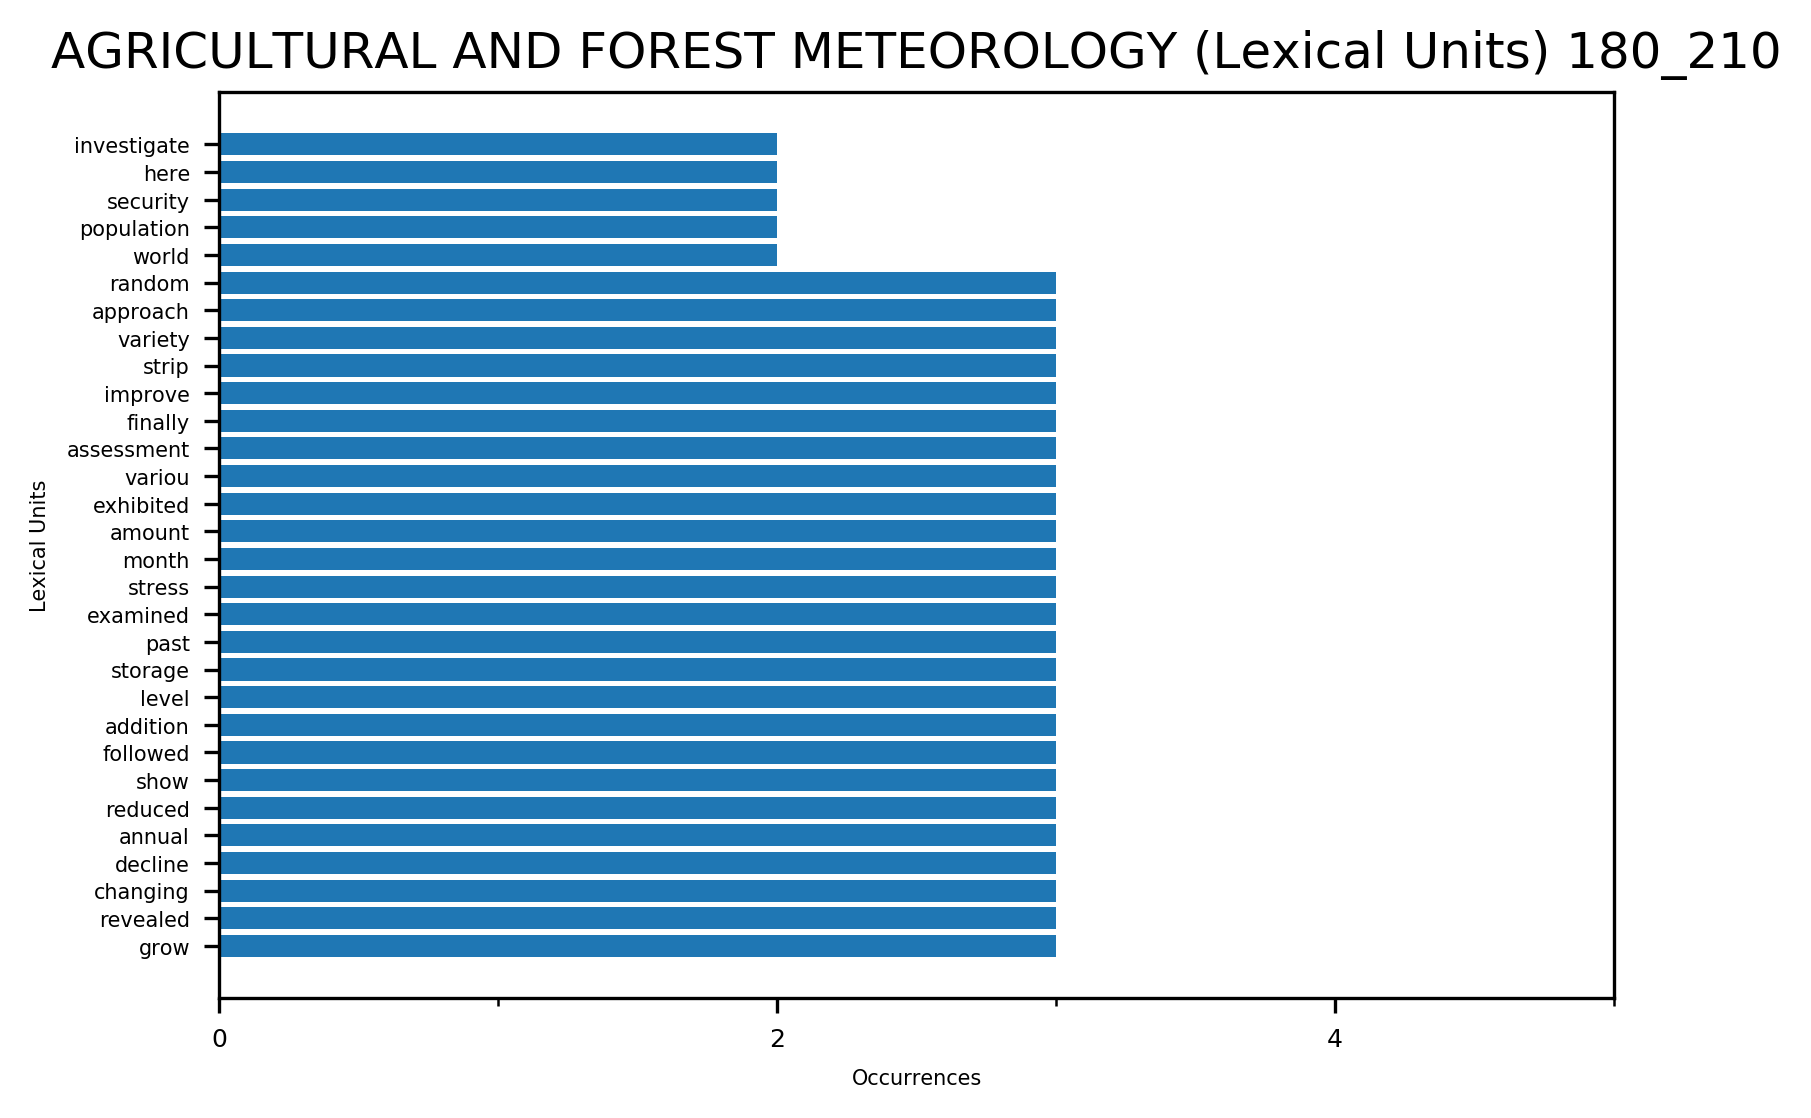 AGRICULTURAL AND FOREST METEOROLOGY (Lexical Units) 180_210
Lexical Units
investigate
here
security
population
world
random
approach
variety
strip
improve
finally
assessment
variou
exhibited
amount
month
stress
examined
past
storage
level
addition
followed
show
reduced
annual
decline
changing
revealed
grow
0 2 4
Occurrences